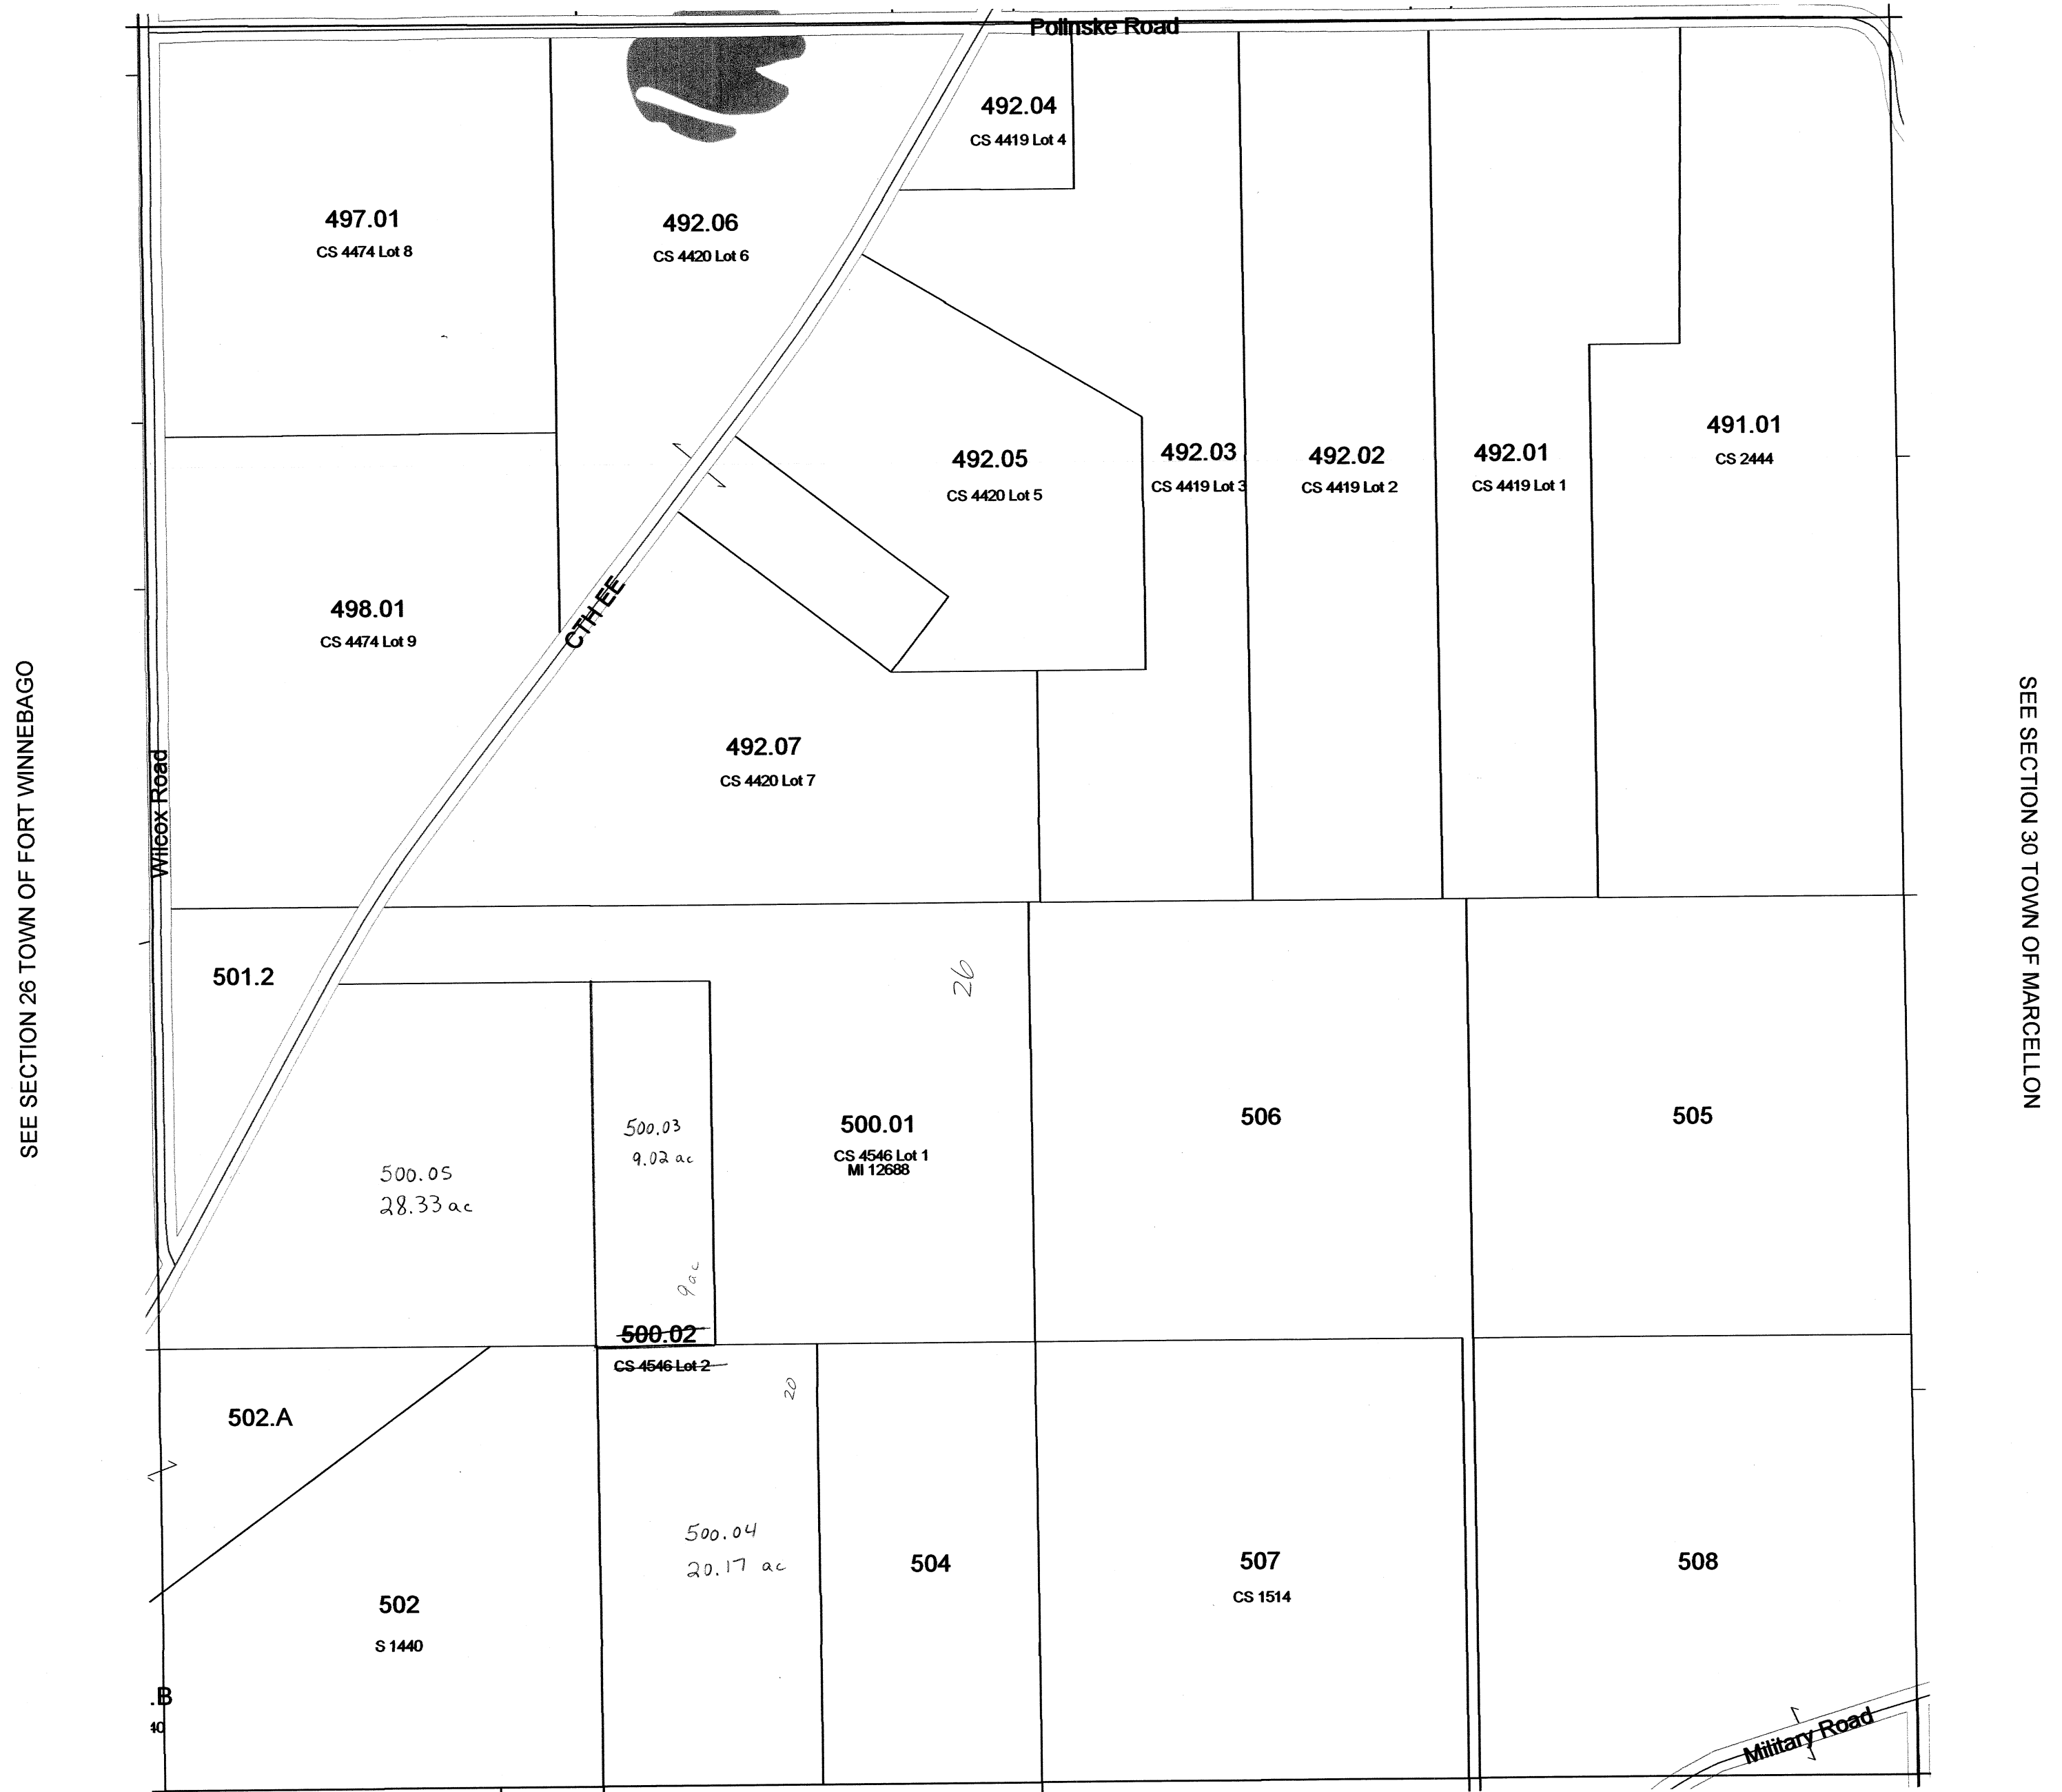 Polinske Road
492.04
CS 4419 Lot 4
497.01
CS 4474 Lot 8
492.06
CS 4420 Lot 6
491.01
CS 2444
492.05
CS 4420 Lot 5
492.03
CS 4419 Lot 3
492.02
CS 4419 Lot 2
492.01
CS 4419 Lot 1
498.01
CS 4474 Lot 9
CTH EE
492.07
CS 4420 Lot 7
Wilcox Road
SEE SECTION 26 TOWN OF FORT WINNEBAGO
SEE SECTION 30 TOWN OF MARCELLON
501.2
26
500.03
9.02 ac
500.01
CS 4546 Lot 1
MI 12688
506
505
500.05
28.33 ac
9 ac
500.02
CS 4546 Lot 2
20
502.A
500.04
20.17 ac
504
507
CS 1514
508
502
S 1440
.B
40
Military Road